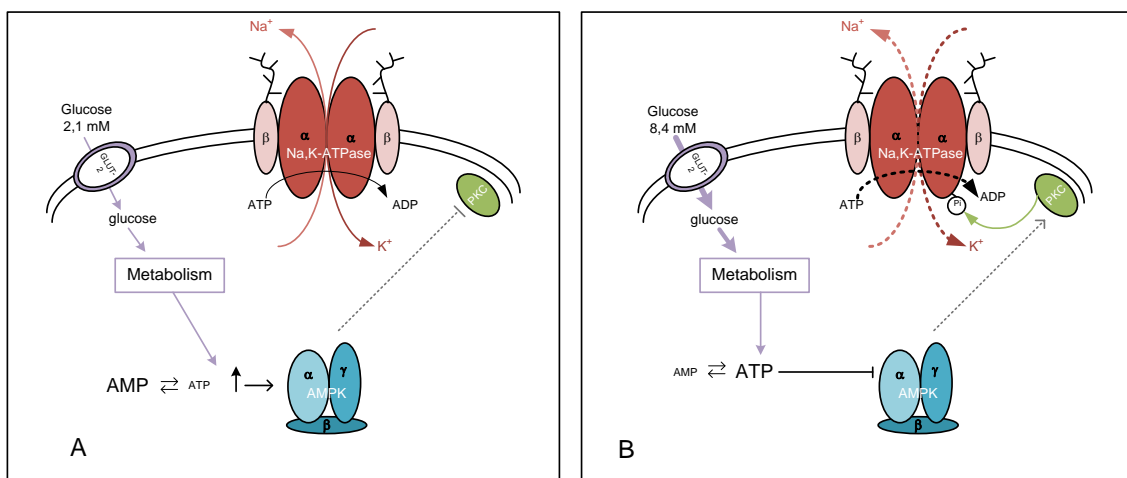 Na⁺
Glucose
2,1 mM
β
α
α
β
Na,K-ATPase
GLUT-
2
PKC
ATP
ADP
glucose
K⁺
Metabolism
AMP ⇄ ATP
α
γ
AMPK
β
A
Na⁺
Glucose
8,4 mM
β
α
α
β
Na,K-ATPase
GLUT-
2
PKC
ATP
ADP
Pi
glucose
K⁺
Metabolism
AMP ⇄ ATP
α
γ
AMPK
β
B